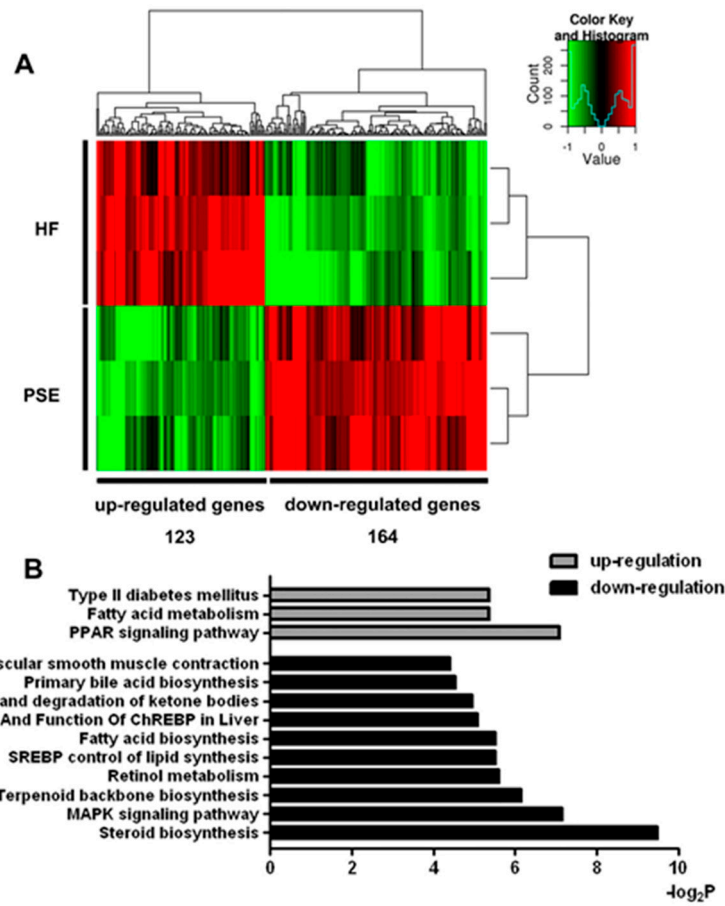 A
Color Key
and Histogram
Count
0 100 200
-1 0 1
Value
HF
PSE
up-regulated genes down-regulated genes
123 164
B
up-regulation
down-regulation
Type II diabetes mellitus
Fatty acid metabolism
PPAR signaling pathway
scular smooth muscle contraction
Primary bile acid biosynthesis
and degradation of ketone bodies
And Function Of ChREBP in Liver
Fatty acid biosynthesis
SREBP control of lipid synthesis
Retinol metabolism
Terpenoid backbone biosynthesis
MAPK signaling pathway
Steroid biosynthesis
0 2 4 6 8 10
-log₂P